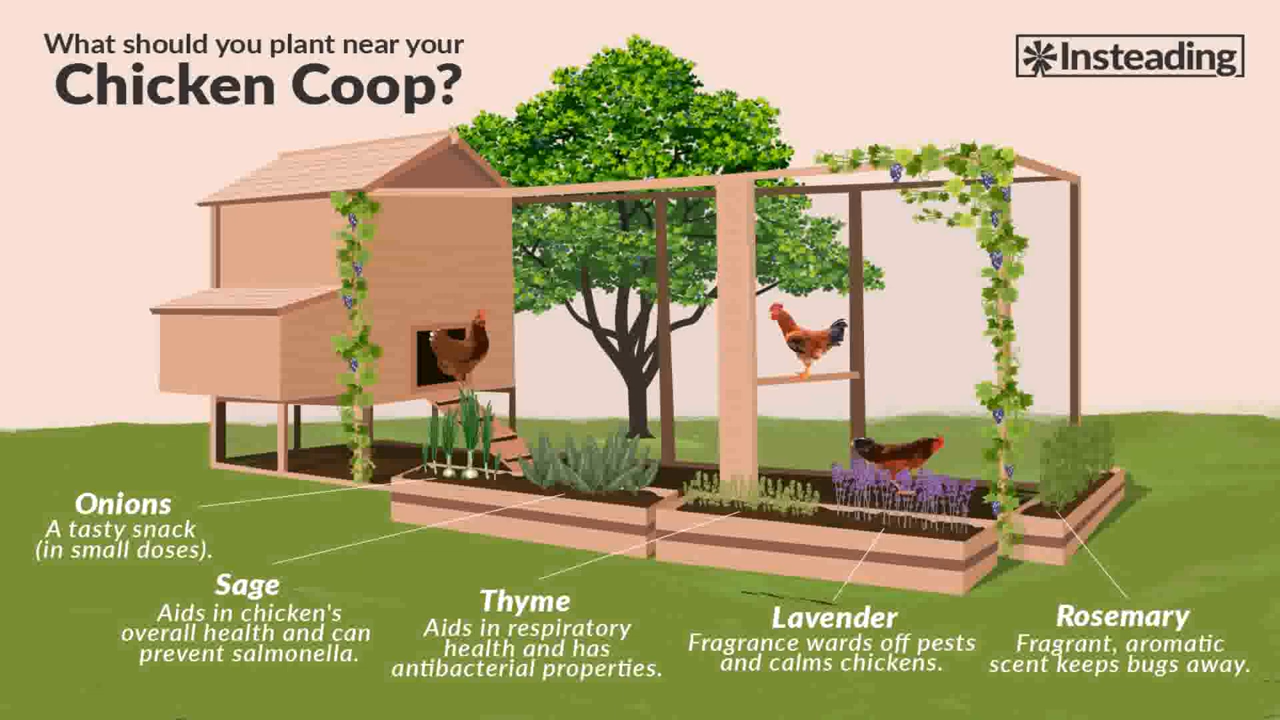 What should you plant near your
Chicken Coop?
Insteading
Onions
A tasty snack
(in small doses).
Sage
Aids in chicken's
overall health and can
prevent salmonella.
Thyme
Aids in respiratory
health and has
antibacterial properties.
Lavender
Fragrance wards off pests
and calms chickens.
Rosemary
Fragrant, aromatic
scent keeps bugs away.